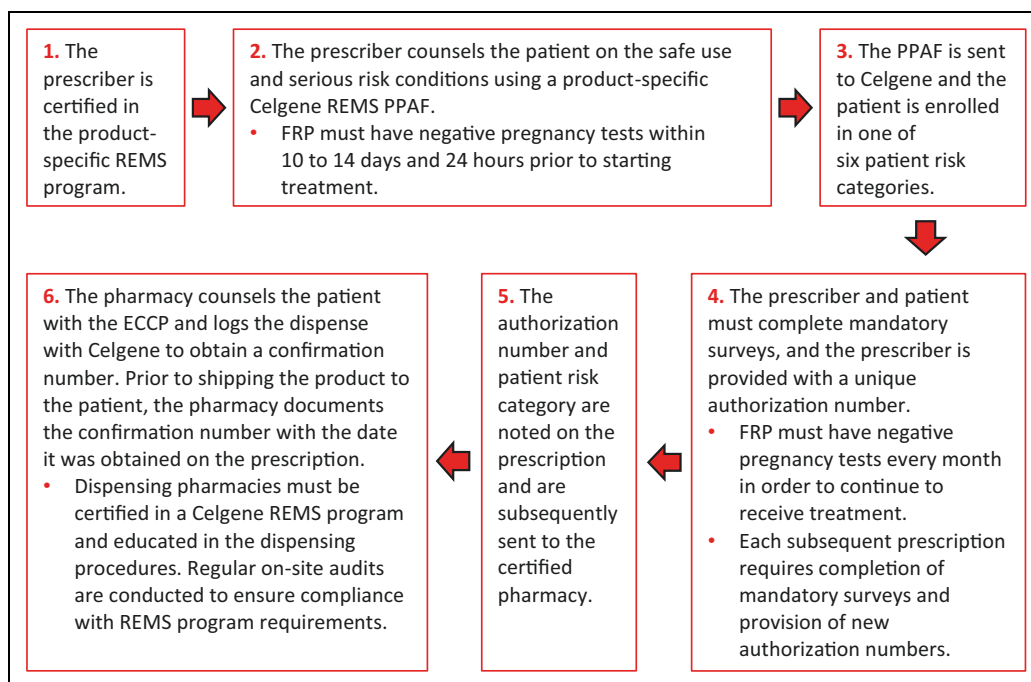 1. The
prescriber is
certified in
the product-
specific REMS
program.
2. The prescriber counsels the patient on the safe use
and serious risk conditions using a product-specific
Celgene REMS PPAF.
• FRP must have negative pregnancy tests within
10 to 14 days and 24 hours prior to starting
treatment.
3. The PPAF is sent
to Celgene and the
patient is enrolled
in one of
six patient risk
categories.
4. The prescriber and patient
must complete mandatory
surveys, and the prescriber is
provided with a unique
authorization number.
• FRP must have negative
pregnancy tests every month
in order to continue to
receive treatment.
• Each subsequent prescription
requires completion of
mandatory surveys and
provision of new
authorization numbers.
5. The
authorization
number and
patient risk
category are
noted on the
prescription
and are
subsequently
sent to the
certified
pharmacy.
6. The pharmacy counsels the patient
with the ECCP and logs the dispense
with Celgene to obtain a confirmation
number. Prior to shipping the product to
the patient, the pharmacy documents
the confirmation number with the date
it was obtained on the prescription.
• Dispensing pharmacies must be
certified in a Celgene REMS program
and educated in the dispensing
procedures. Regular on-site audits
are conducted to ensure compliance
with REMS program requirements.